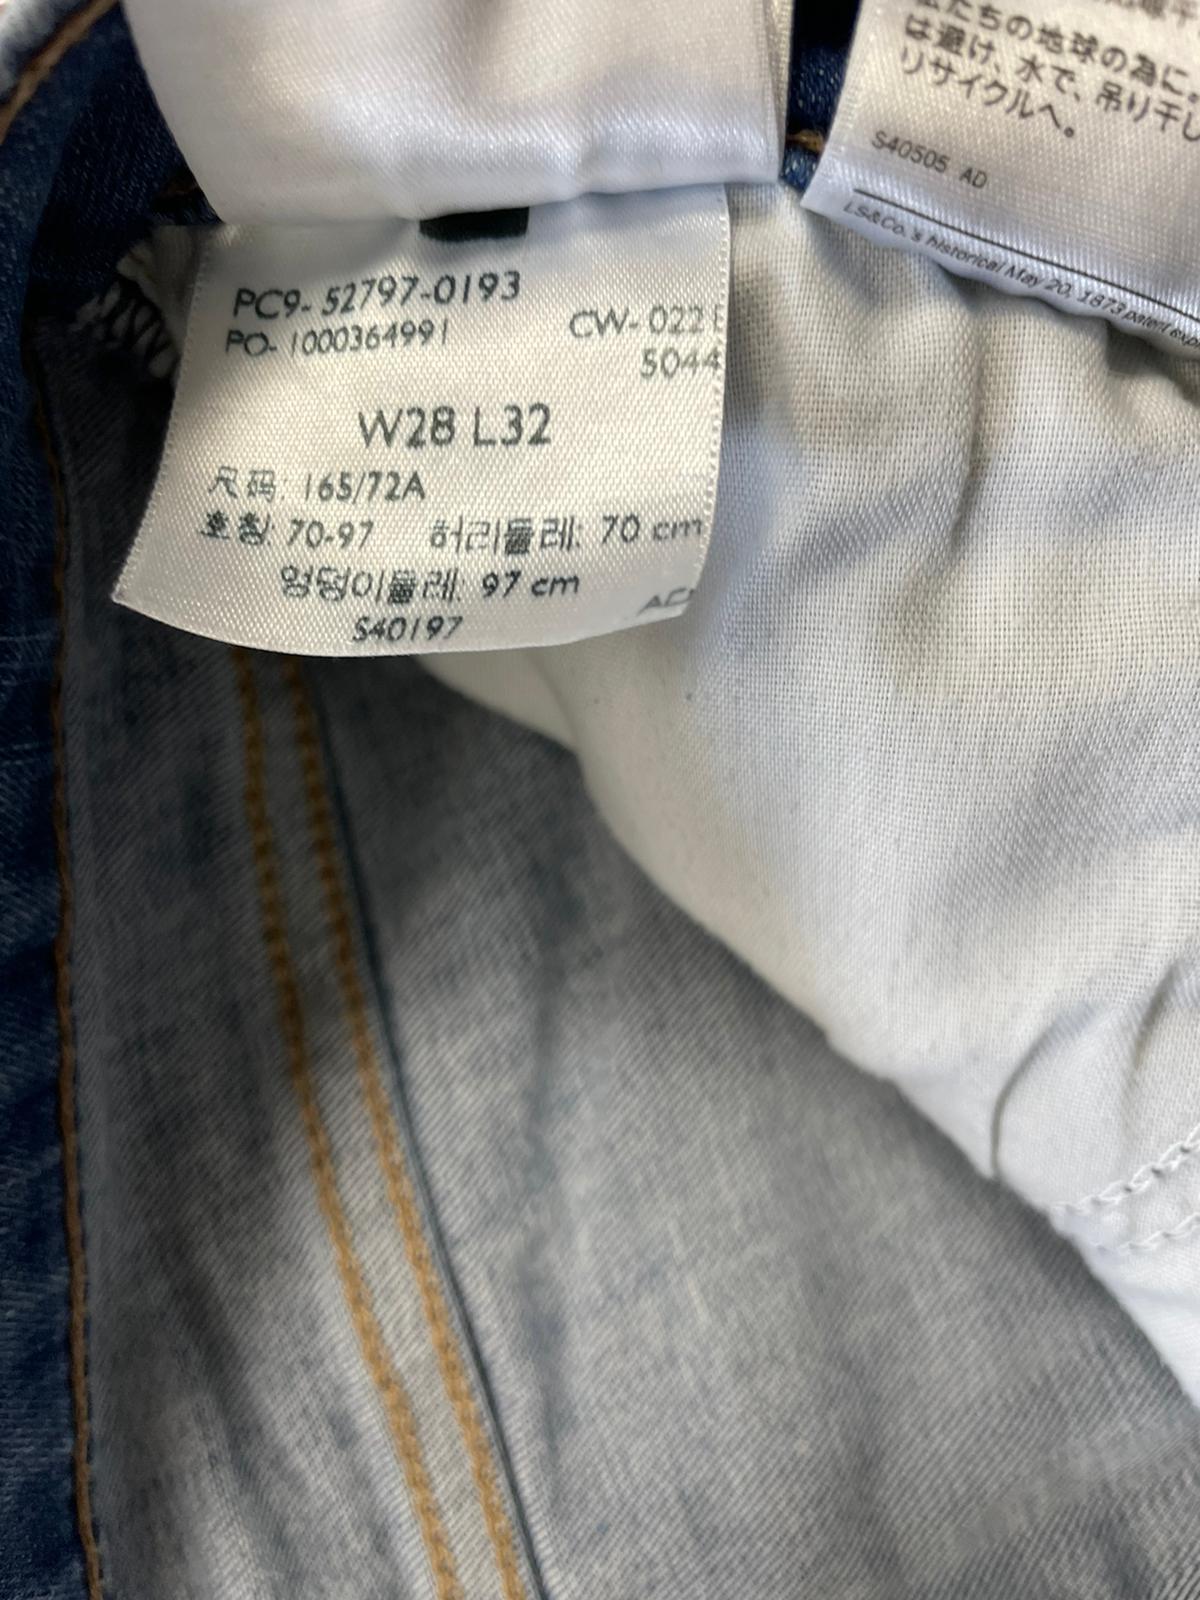 私たちの地球の為に。
は避け、水で、吊り干し
リサイクルへ。
S40505 AD
LS&Co.'s historical May 20, 1873 patent
PC9-52797-0193
PO-1000364991
CW-022
5044
W28 L32
尺码: 165/72A
호칭: 70-97 허리둘레: 70 cm
엉덩이둘레: 97 cm
S40197